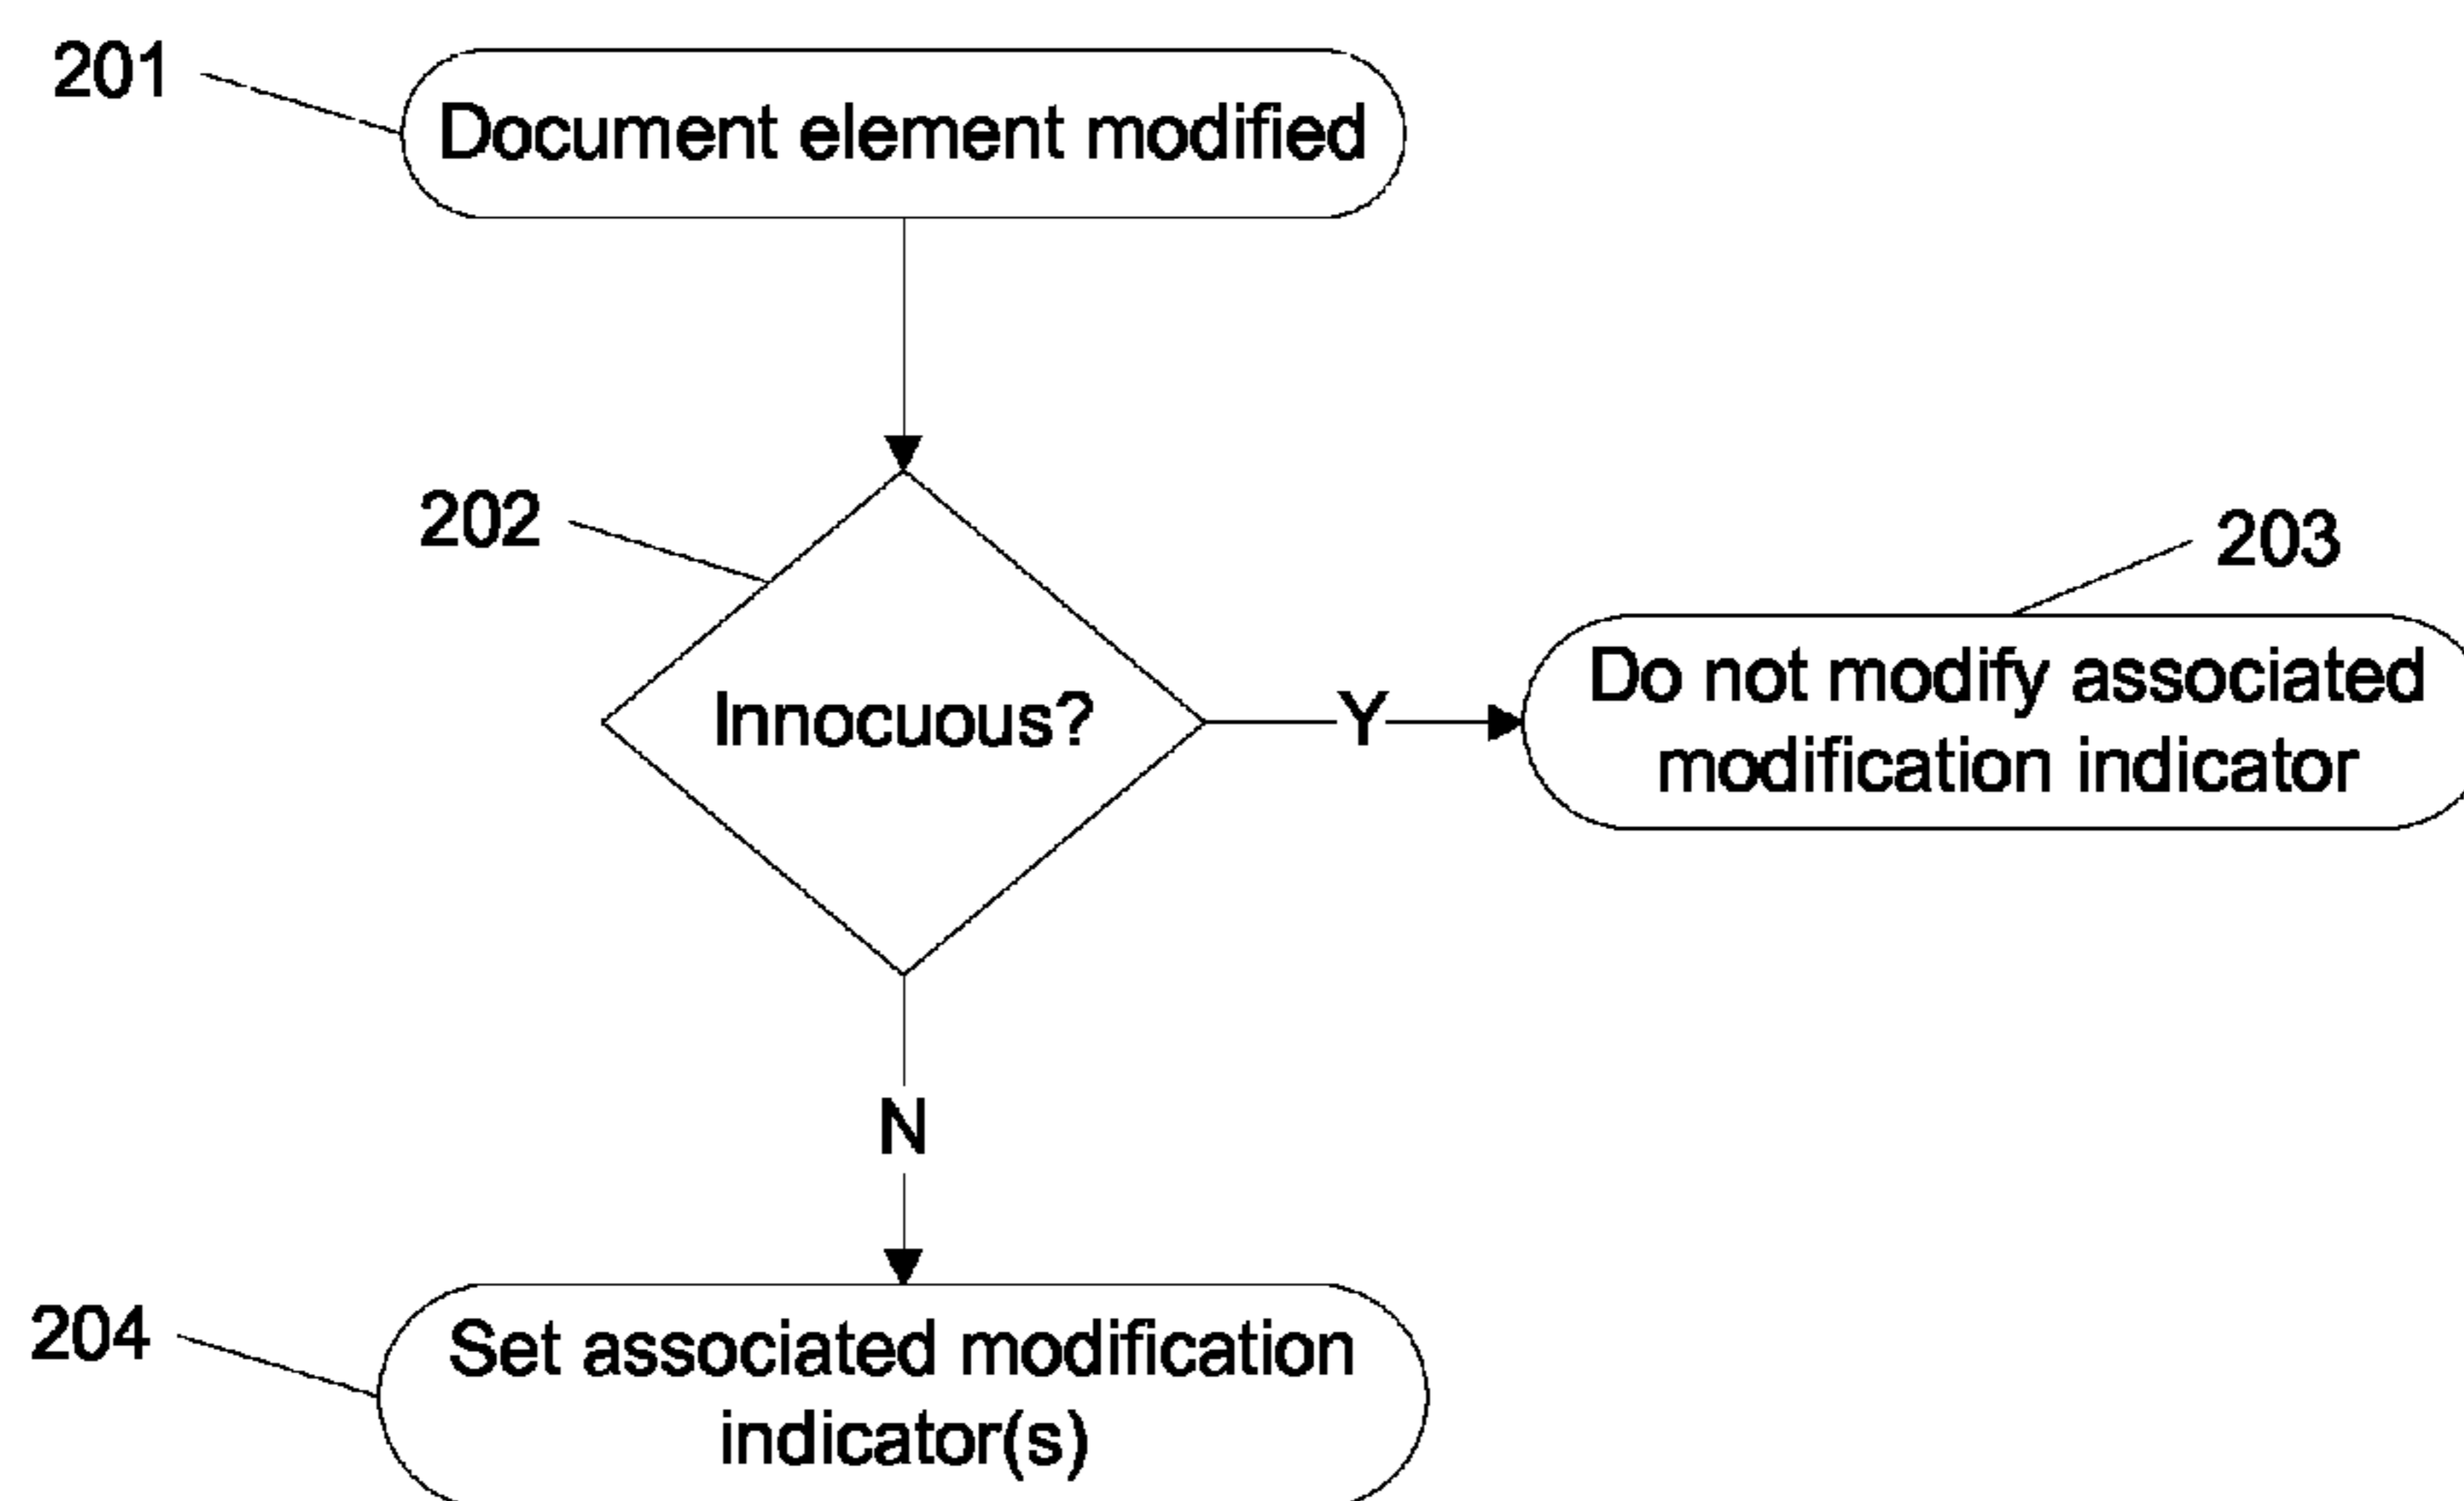 201
Document element modified
202
203
Innocuous?
Y
Do not modify associated
modification indicator
N
204
Set associated modification
indicator(s)